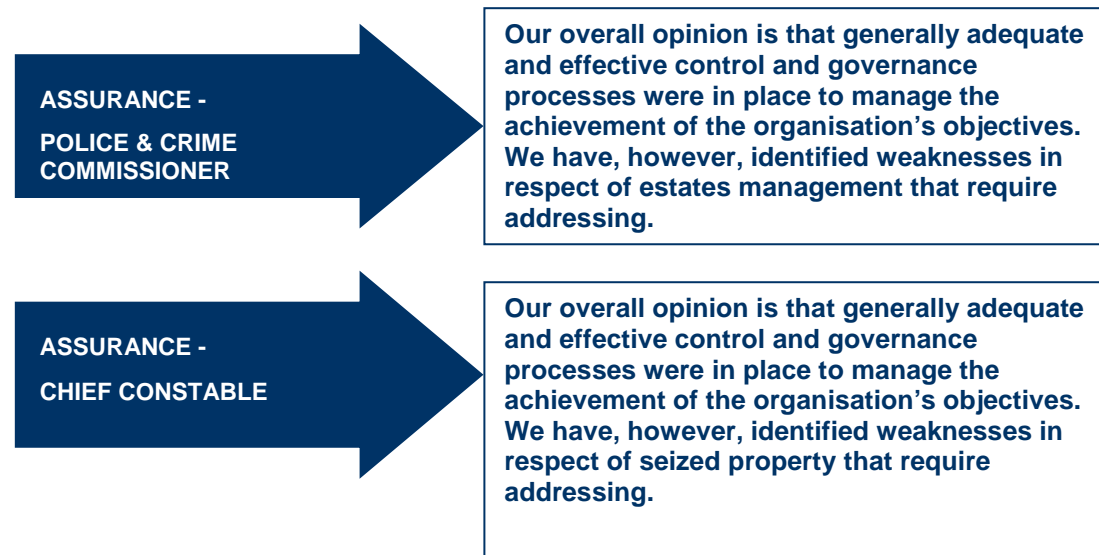 ASSURANCE -
POLICE & CRIME
COMMISSIONER
Our overall opinion is that generally adequate
and effective control and governance
processes were in place to manage the
achievement of the organisation’s objectives.
We have, however, identified weaknesses in
respect of estates management that require
addressing.
ASSURANCE -
CHIEF CONSTABLE
Our overall opinion is that generally adequate
and effective control and governance
processes were in place to manage the
achievement of the organisation’s objectives.
We have, however, identified weaknesses in
respect of seized property that require
addressing.